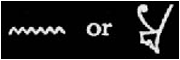 𓈖 or 𓋔